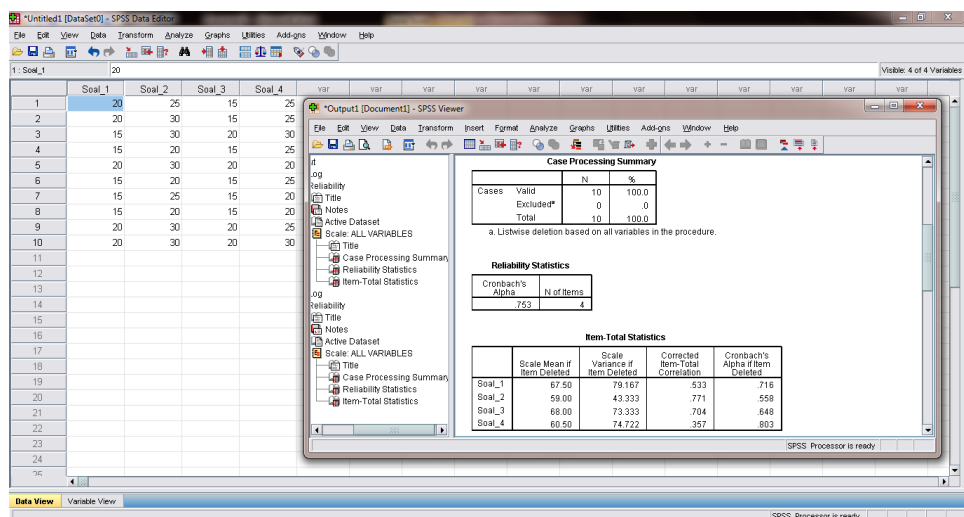 *Untitled1 [DataSet0] - SPSS Data Editor
File Edit View Data Transform Analyze Graphs Utilities Add-ons Window Help
1 : Soal_1 20 Visible: 4 of 4 Variables
Soal_1 Soal_2 Soal_3 Soal_4 var var var var var var var var var
1 20 25 15 25
2 20 30 15 25
3 15 30 20 30
4 15 20 15 25
5 20 30 20 30
6 15 20 15 25
7 15 25 15 20
8 15 20 15 20
9 20 30 20 25
10 20 30 20 30
11
12
13
14
15
16
17
18
19
20
21
22
23
24
25
Data View Variable View
SPSS Processor is ready
*Output1 [Document1] - SPSS Viewer
File Edit View Data Transform Insert Format Analyze Graphs Utilities Add-ons Window Help
Log
Reliability
Title
Notes
Active Dataset
Scale: ALL VARIABLES
Title
Case Processing Summary
Reliability Statistics
Item-Total Statistics
Log
Reliability
Title
Notes
Active Dataset
Scale: ALL VARIABLES
Title
Case Processing Summary
Reliability Statistics
Item-Total Statistics
Case Processing Summary
N %
Cases Valid 10 100.0
Excludedª 0 .0
Total 10 100.0
a. Listwise deletion based on all variables in the procedure.
Reliability Statistics
Cronbach's Alpha N of Items
.753 4
Item-Total Statistics
Scale Mean if Item Deleted Scale Variance if Item Deleted Corrected Item-Total Correlation Cronbach's Alpha if Item Deleted
Soal_1 67.50 79.167 .533 .716
Soal_2 59.00 43.333 .771 .558
Soal_3 68.00 73.333 .704 .648
Soal_4 60.50 74.722 .357 .803
SPSS Processor is ready